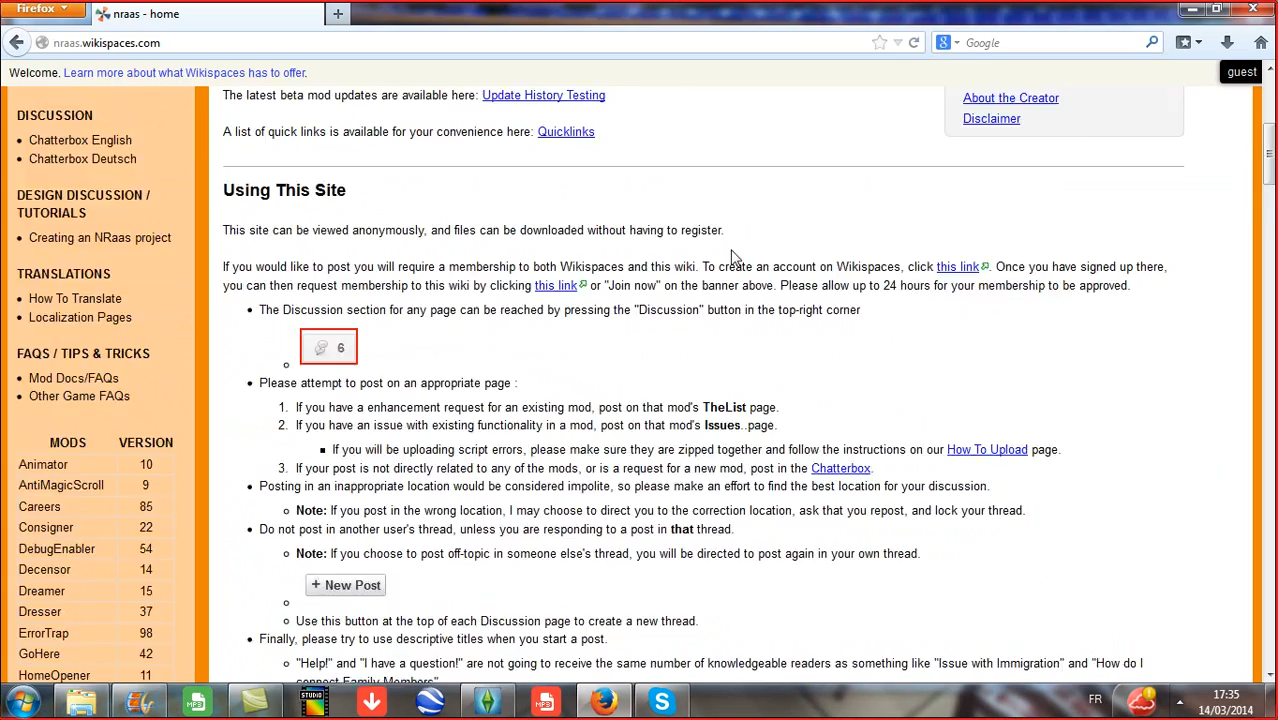 Firefox
nraas - home
nraas.wikispaces.com
Google
Welcome. Learn more about what Wikispaces has to offer.
guest
DISCUSSION
Chatterbox English
Chatterbox Deutsch
DESIGN DISCUSSION /
TUTORIALS
Creating an NRaas project
TRANSLATIONS
How To Translate
Localization Pages
FAQS / TIPS & TRICKS
Mod Docs/FAQs
Other Game FAQs
MODS VERSION
Animator 10
AntiMagicScroll 9
Careers 85
Consigner 22
DebugEnabler 54
Decensor 14
Dreamer 15
Dresser 37
ErrorTrap 98
GoHere 42
HomeOpener 11
The latest beta mod updates are available here: Update History Testing
A list of quick links is available for your convenience here: Quicklinks
About the Creator
Disclaimer
Using This Site
This site can be viewed anonymously, and files can be downloaded without having to register.
If you would like to post you will require a membership to both Wikispaces and this wiki. To create an account on Wikispaces, click this link. Once you have signed up there,
you can then request membership to this wiki by clicking this link or "Join now" on the banner above. Please allow up to 24 hours for your membership to be approved.
The Discussion section for any page can be reached by pressing the "Discussion" button in the top-right corner
6
Please attempt to post on an appropriate page :
1. If you have a enhancement request for an existing mod, post on that mod's TheList page.
2. If you have an issue with existing functionality in a mod, post on that mod's Issues..page.
If you will be uploading script errors, please make sure they are zipped together and follow the instructions on our How To Upload page.
3. If your post is not directly related to any of the mods, or is a request for a new mod, post in the Chatterbox.
Posting in an inappropriate location would be considered impolite, so please make an effort to find the best location for your discussion.
Note: If you post in the wrong location, I may choose to direct you to the correction location, ask that you repost, and lock your thread.
Do not post in another user's thread, unless you are responding to a post in that thread.
Note: If you choose to post off-topic in someone else's thread, you will be directed to post again in your own thread.
+ New Post
Use this button at the top of each Discussion page to create a new thread.
Finally, please try to use descriptive titles when you start a post.
"Help!" and "I have a question!" are not going to receive the same number of knowledgeable readers as something like "Issue with Immigration" and "How do I
connect Family Members"
MP3
STUDIO
MP3
FR
17:35
14/03/2014